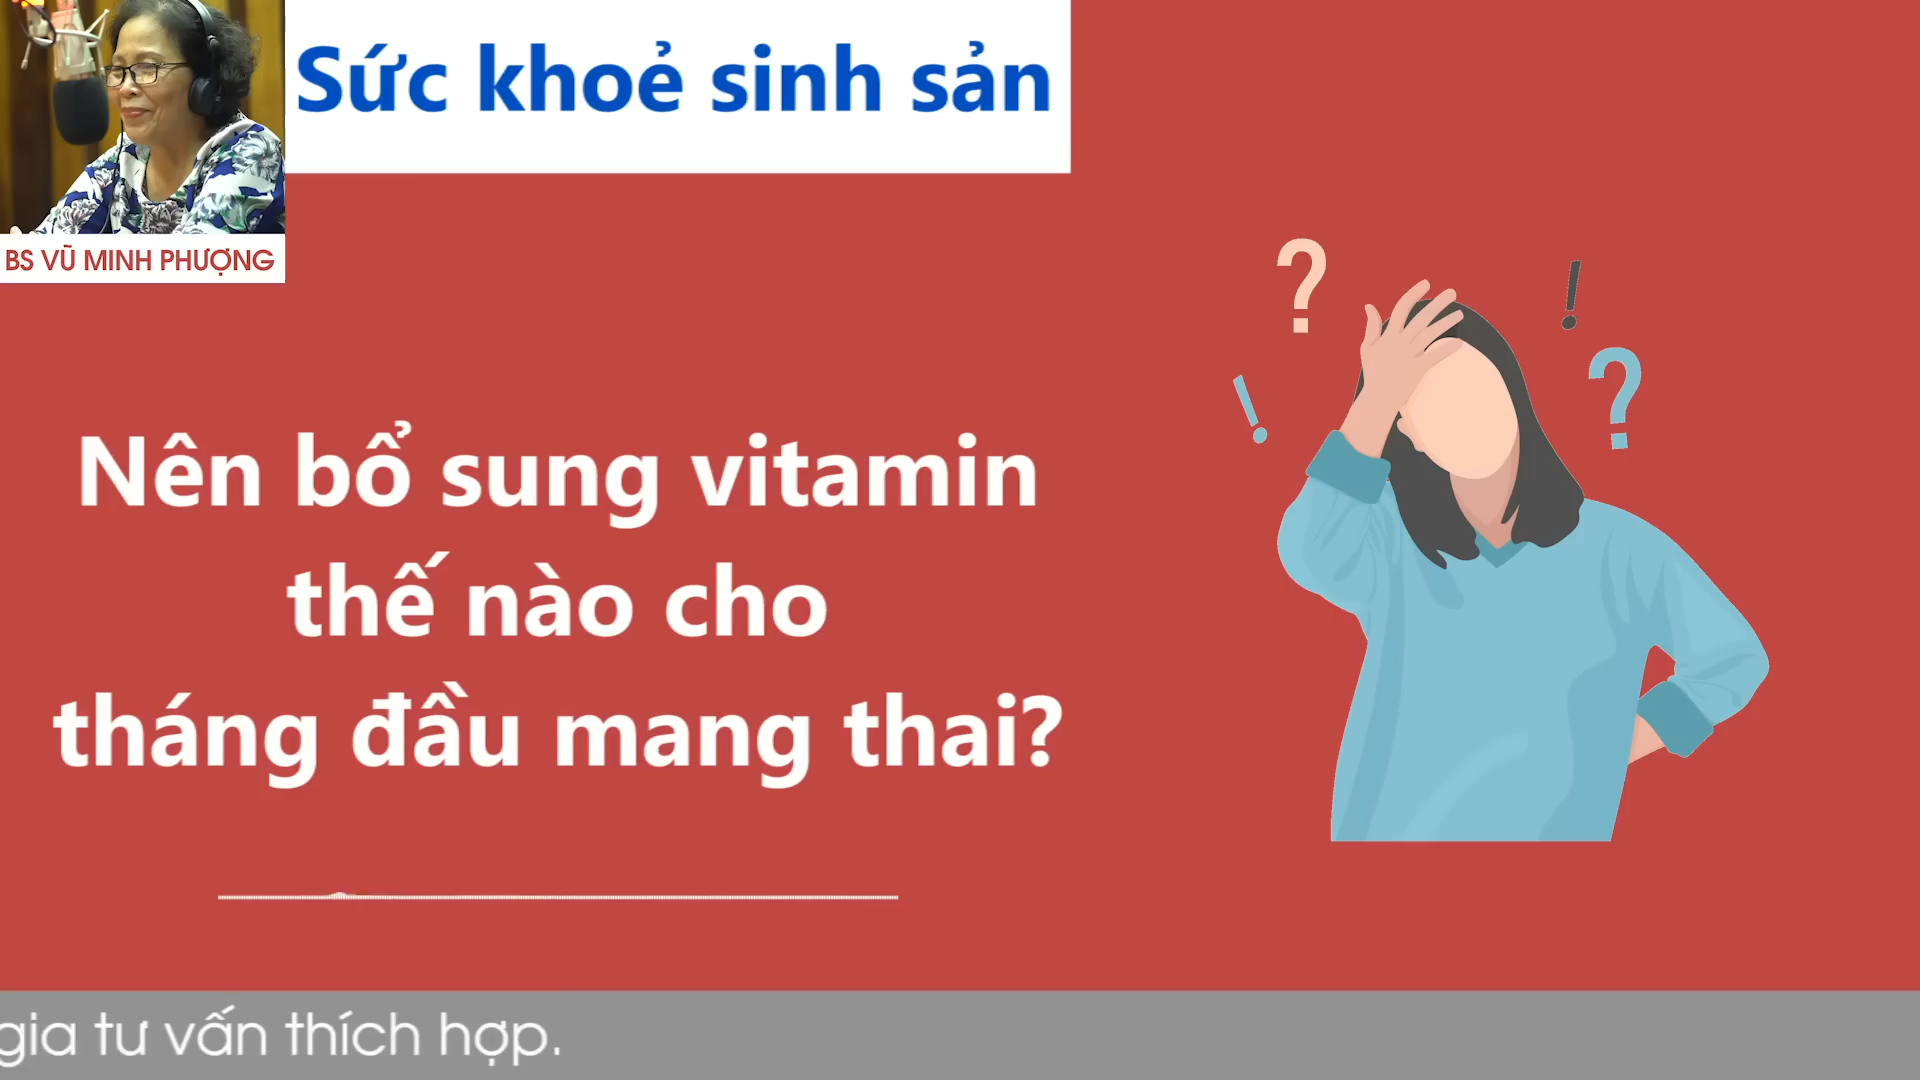 Sức khoẻ sinh sản
BS VŨ MINH PHƯỢNG
? ! ! ?
Nên bổ sung vitamin
thế nào cho
tháng đầu mang thai?
gia tư vấn thích hợp.